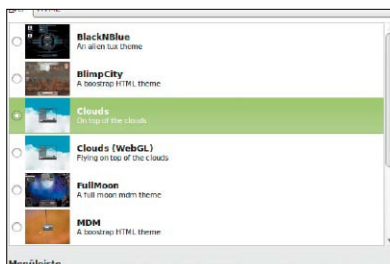 BlackNBlue
An alien tux theme
BlimpCity
A boostrap HTML theme
Clouds
On top of the clouds
Clouds (WebGL)
Flying on top of the clouds
FullMoon
A full moon mdm theme
MDM
A boostrap HTML theme